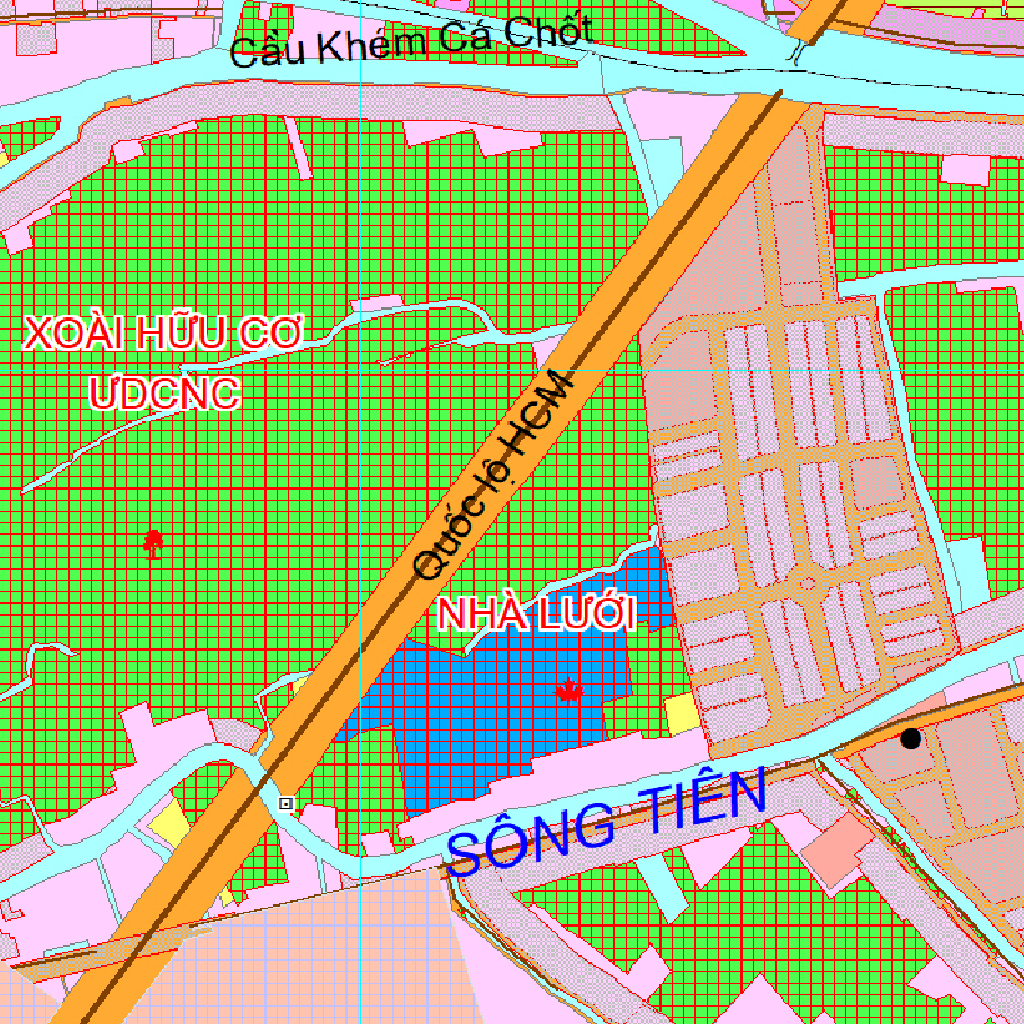 Cầu Khém Cá Chốt
XOÀI HỮU CƠ
ƯDCNC
Quốc lộ HCM
NHÀ LƯỚI
SÔNG TIỀN